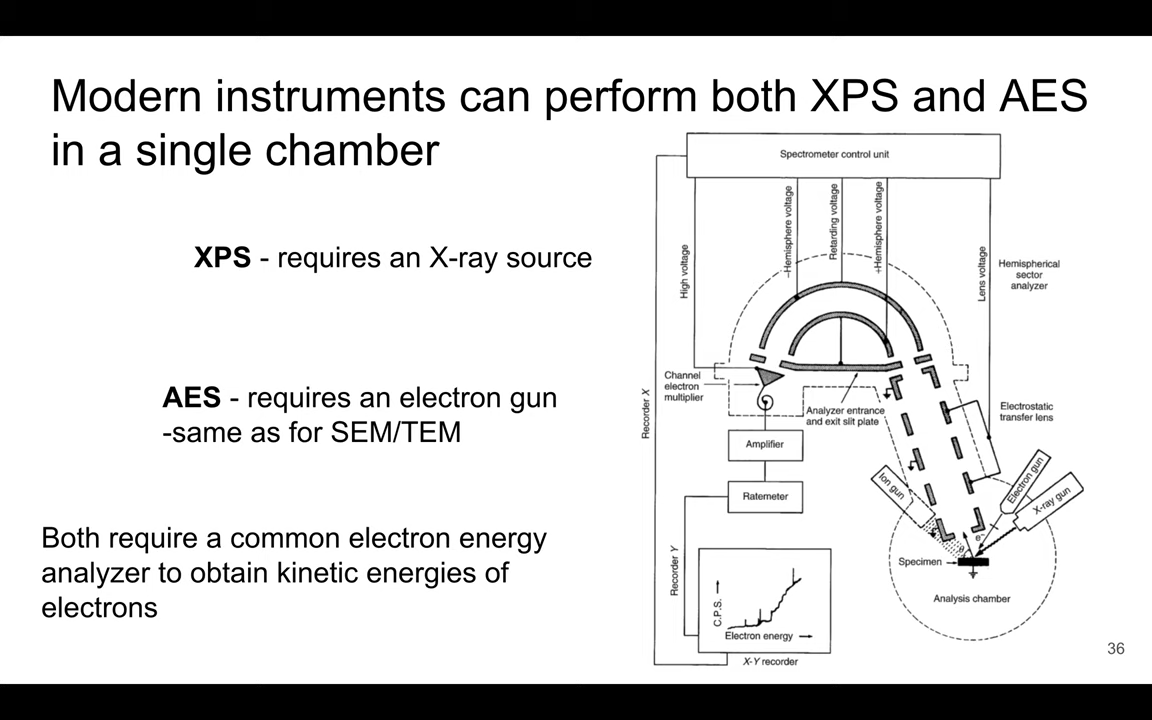 Modern instruments can perform both XPS and AES
in a single chamber
XPS - requires an X-ray source
AES - requires an electron gun
-same as for SEM/TEM
Both require a common electron energy
analyzer to obtain kinetic energies of
electrons
Spectrometer control unit
High voltage
–Hemisphere voltage
Retarding voltage
+Hemisphere voltage
Lens voltage
Hemispherical
sector
analyzer
Recorder X
Channel
electron
multiplier
Analyzer entrance
and exit slit plate
Electrostatic
transfer lens
Amplifier
Ratemeter
Ion gun
Electron gun
X-ray gun
e–
θ
Specimen
Analysis chamber
Recorder Y
C.P.S.
Electron energy
X-Y recorder
36